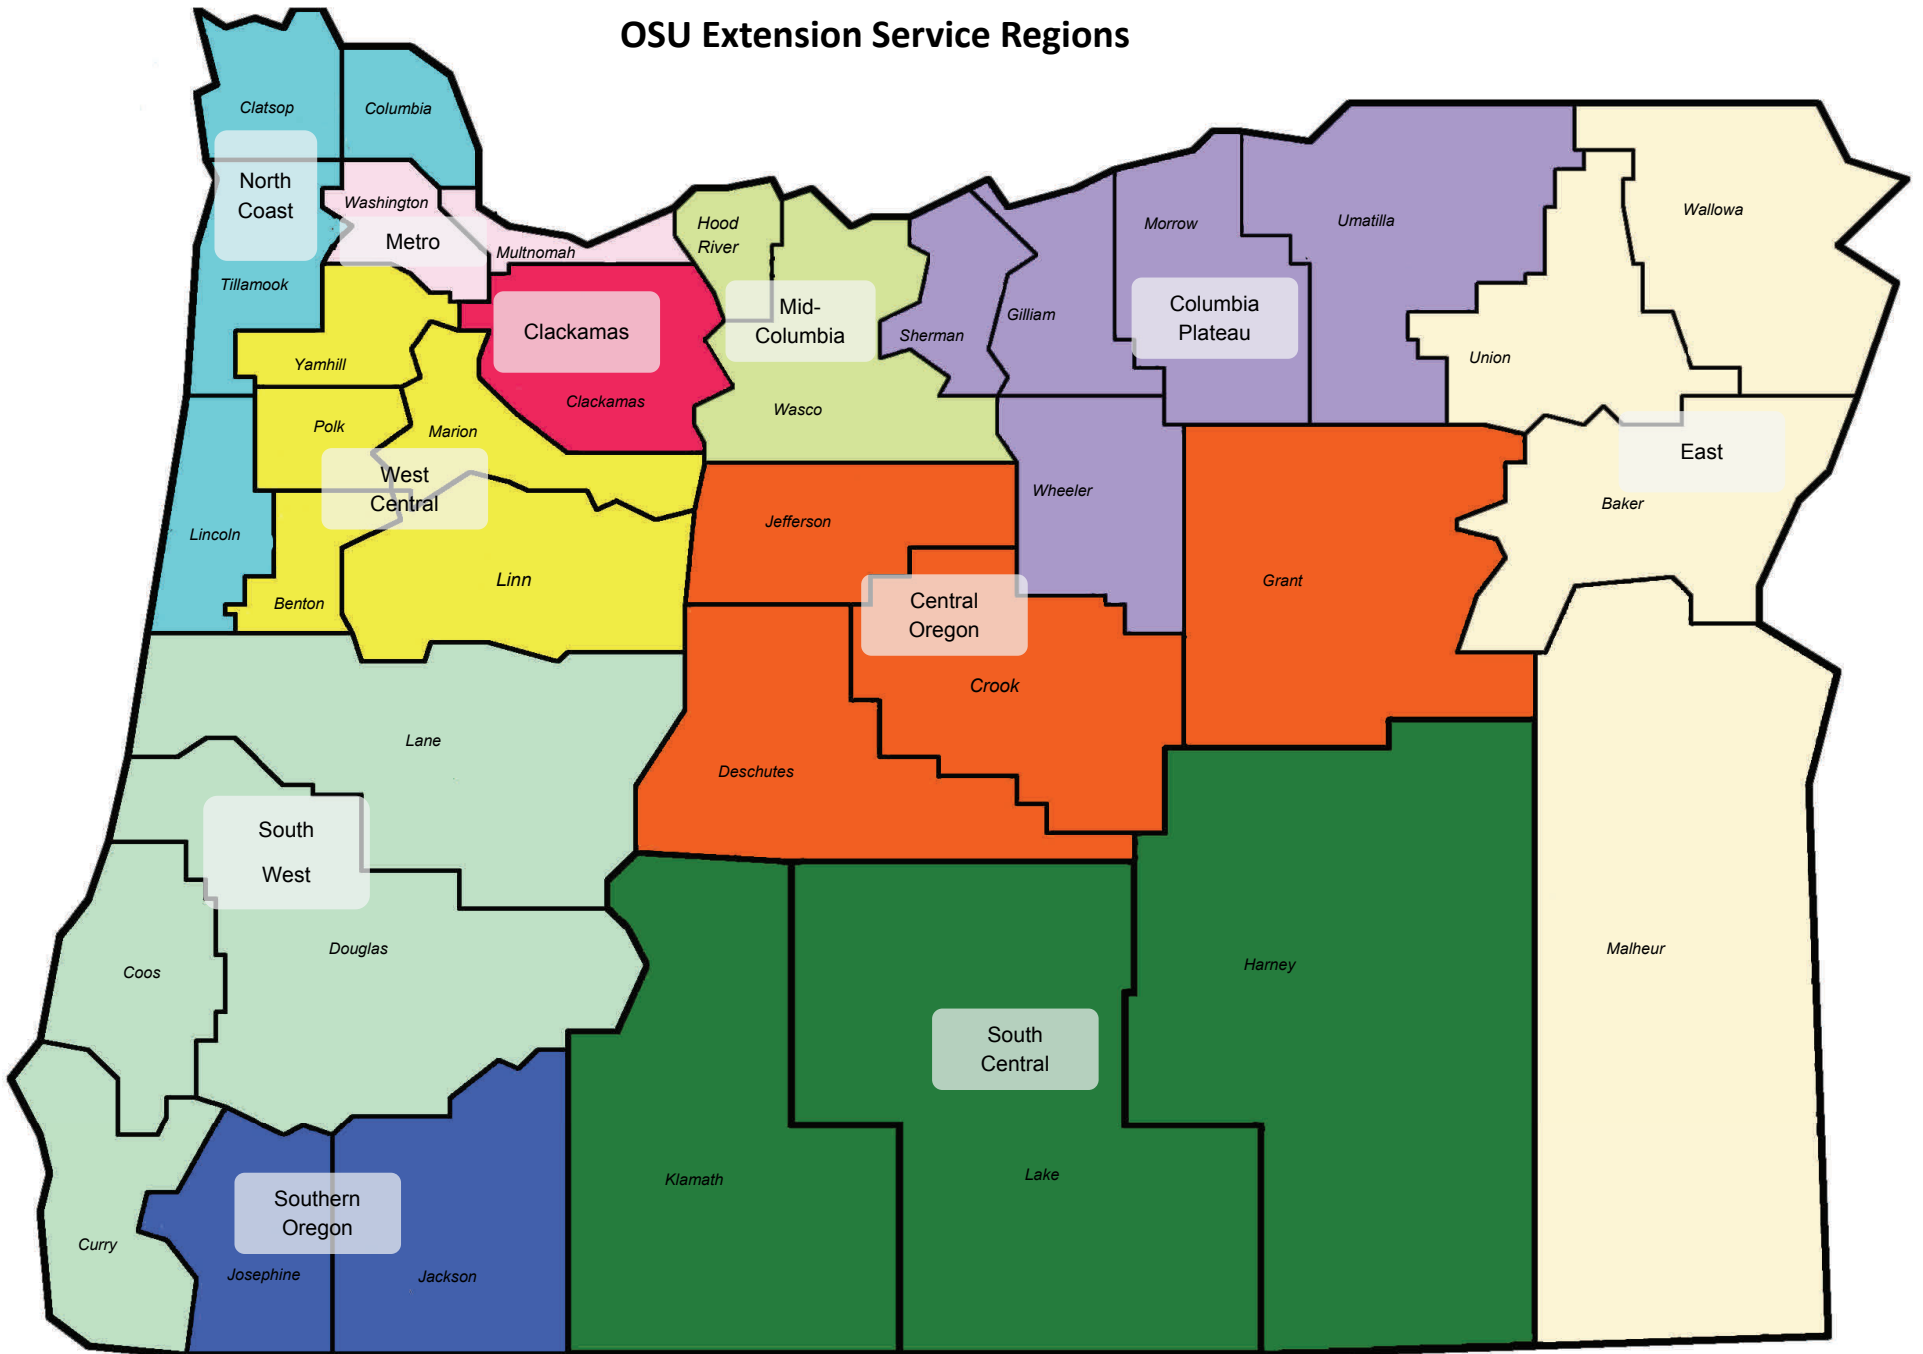 OSU Extension Service Regions
Clatsop
Columbia
North
Coast
Washington
Metro
Multnomah
Tillamook
Hood
River
Mid-
Columbia
Clackamas
Clackamas
Sherman
Gilliam
Morrow
Columbia
Plateau
Umatilla
Wallowa
Union
Yamhill
Polk
Marion
Wasco
West
Central
Wheeler
East
Baker
Lincoln
Benton
Linn
Jefferson
Central
Oregon
Crook
Grant
Lane
Deschutes
South
West
Douglas
Coos
Harney
Malheur
South
Central
Klamath
Lake
Southern
Oregon
Curry
Josephine
Jackson